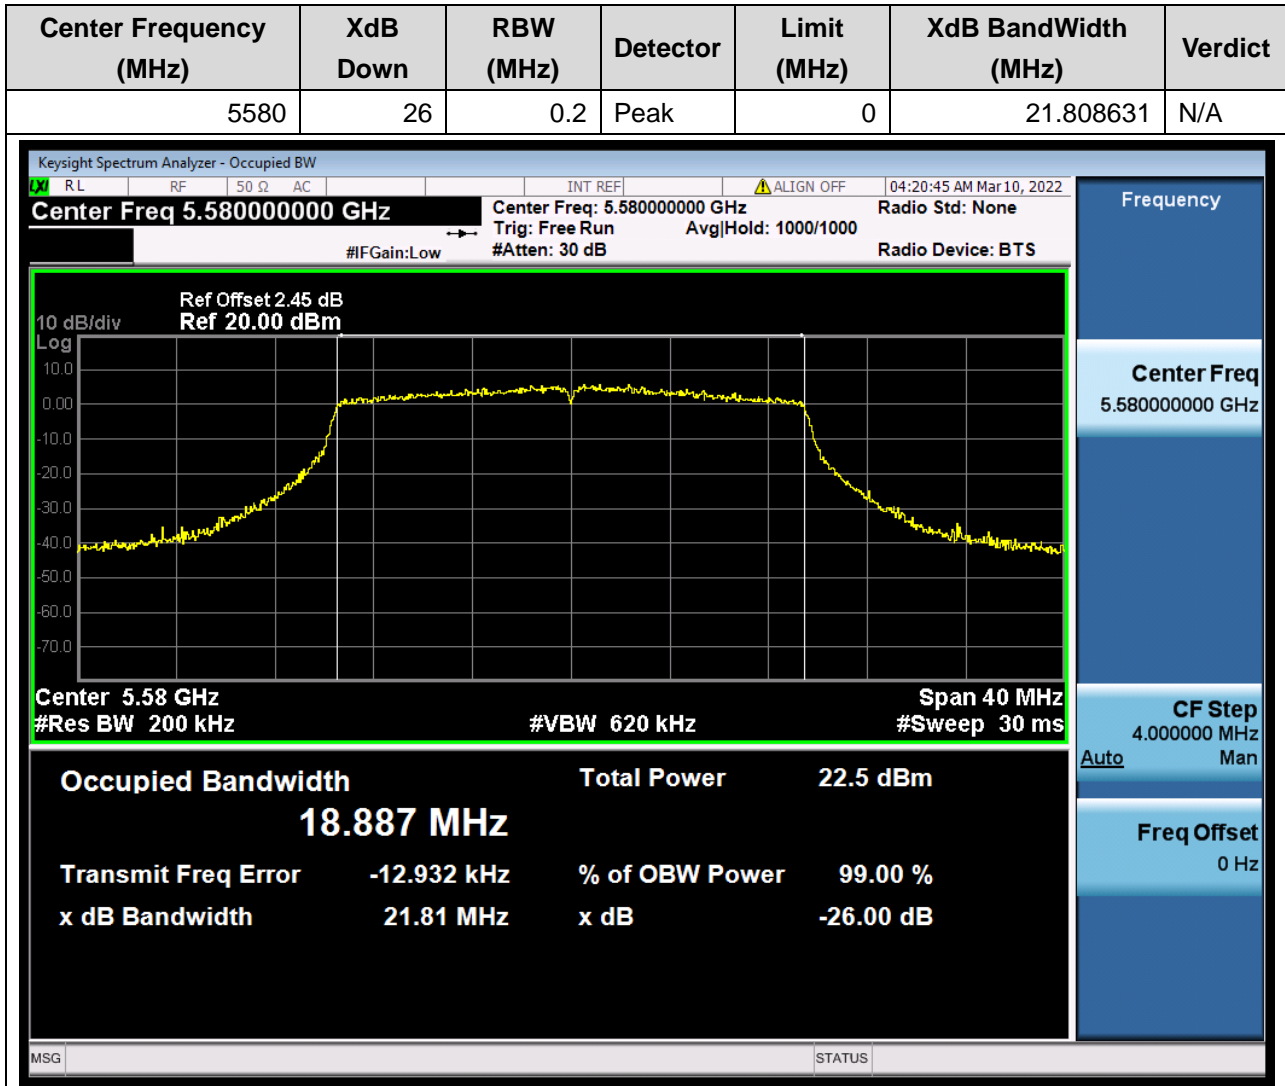 Center Frequency (MHz) XdB Down RBW (MHz) Detector Limit (MHz) XdB BandWidth (MHz) Verdict
5580 26 0.2 Peak 0 21.808631 N/A
Keysight Spectrum Analyzer - Occupied BW
LXI RL RF 50 Ω AC INT REF ALIGN OFF 04:20:45 AM Mar 10, 2022
Center Freq 5.580000000 GHz
Center Freq: 5.580000000 GHz
Radio Std: None
Trig: Free Run Avg|Hold: 1000/1000
#IFGain:Low #Atten: 30 dB Radio Device: BTS
Ref Offset 2.45 dB
10 dB/div Ref 20.00 dBm
Log
10.0
0.00
-10.0
-20.0
-30.0
-40.0
-50.0
-60.0
-70.0
Center 5.58 GHz Span 40 MHz
#Res BW 200 kHz #VBW 620 kHz #Sweep 30 ms
Occupied Bandwidth Total Power 22.5 dBm
18.887 MHz
Transmit Freq Error -12.932 kHz % of OBW Power 99.00 %
x dB Bandwidth 21.81 MHz x dB -26.00 dB
Frequency
Center Freq
5.580000000 GHz
CF Step
4.000000 MHz
Auto Man
Freq Offset
0 Hz
MSG STATUS